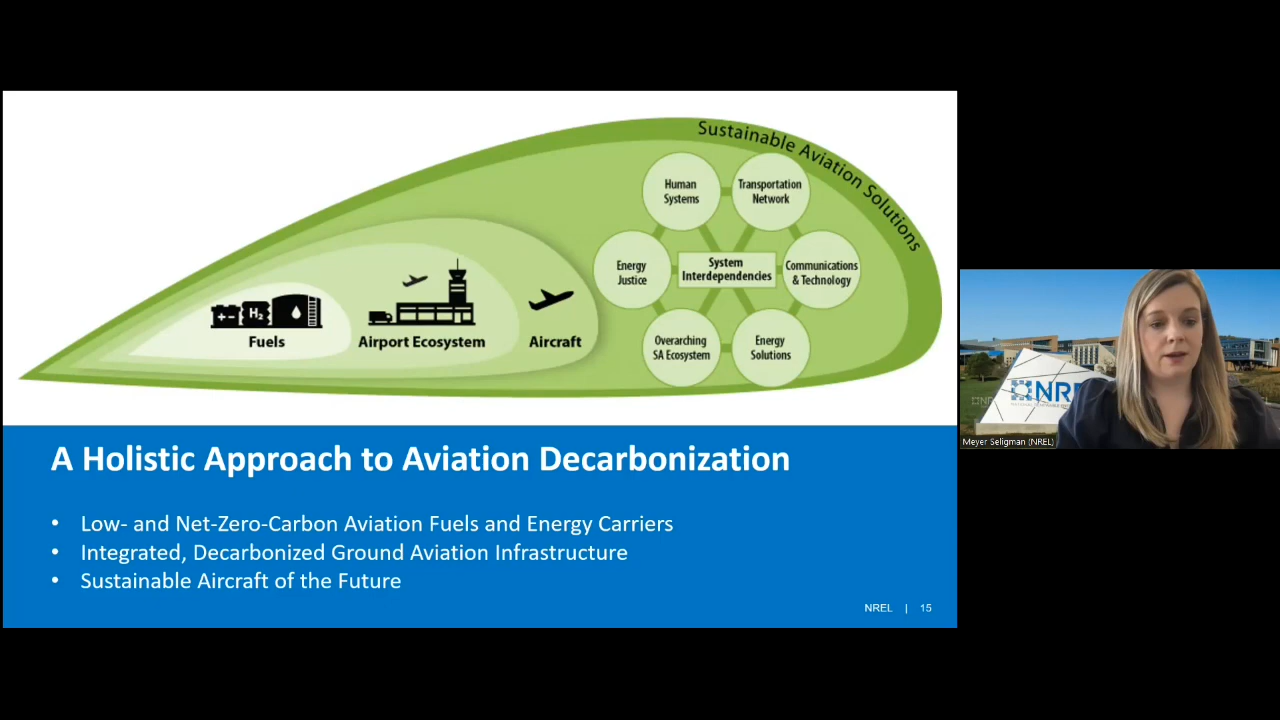 Sustainable Aviation Solutions
Human
Systems
Transportation
Network
Energy
Justice
System
Interdependencies
Communications
& Technology
Overarching
SA Ecosystem
Energy
Solutions
H₂
Fuels
Airport Ecosystem
Aircraft
A Holistic Approach to Aviation Decarbonization
• Low- and Net-Zero-Carbon Aviation Fuels and Energy Carriers
• Integrated, Decarbonized Ground Aviation Infrastructure
• Sustainable Aircraft of the Future
NREL | 15
Meyer Seligman (NREL)